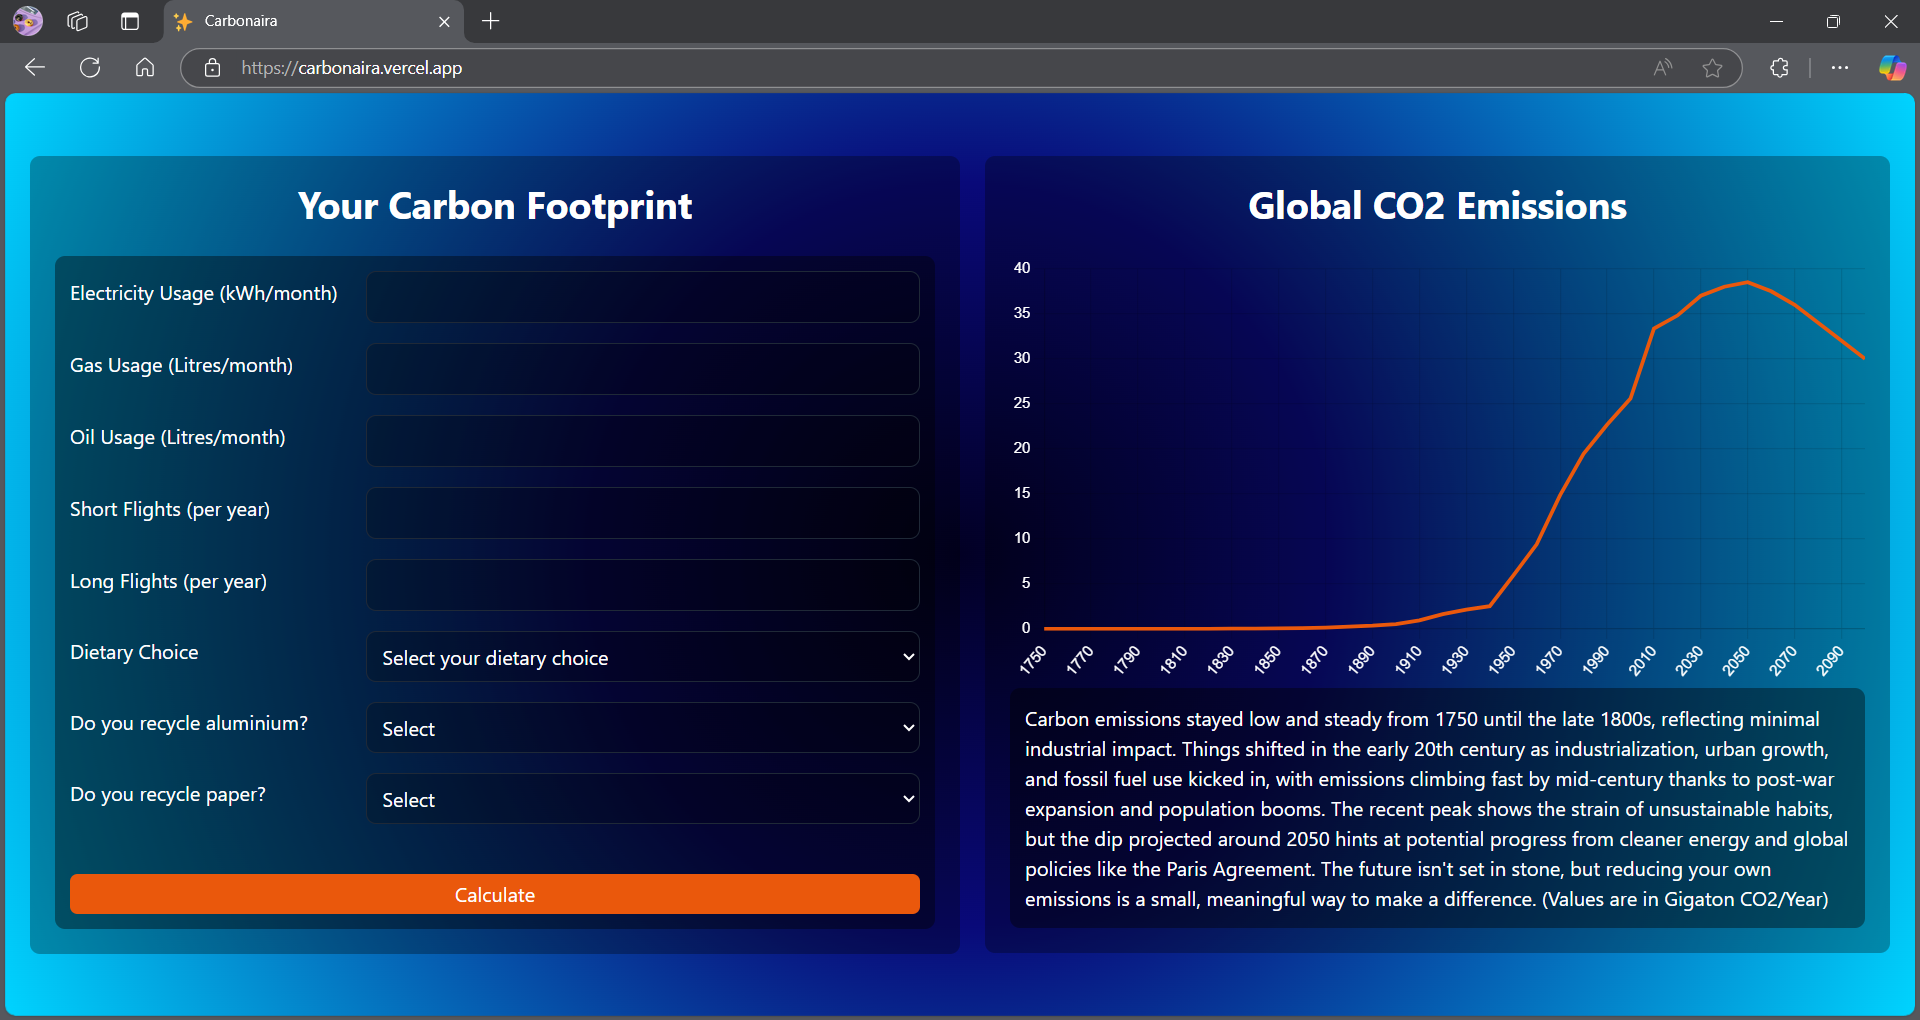 Carbonaira
https://carbonaira.vercel.app
Your Carbon Footprint
Electricity Usage (kWh/month)
Gas Usage (Litres/month)
Oil Usage (Litres/month)
Short Flights (per year)
Long Flights (per year)
Dietary Choice
Select your dietary choice
Do you recycle aluminium?
Select
Do you recycle paper?
Select
Calculate
Global CO2 Emissions
40
35
30
25
20
15
10
5
0
1750 1770 1790 1810 1830 1850 1870 1890 1910 1930 1950 1970 1990 2010 2030 2050 2070 2090
Carbon emissions stayed low and steady from 1750 until the late 1800s, reflecting minimal
industrial impact. Things shifted in the early 20th century as industrialization, urban growth,
and fossil fuel use kicked in, with emissions climbing fast by mid-century thanks to post-war
expansion and population booms. The recent peak shows the strain of unsustainable habits,
but the dip projected around 2050 hints at potential progress from cleaner energy and global
policies like the Paris Agreement. The future isn't set in stone, but reducing your own
emissions is a small, meaningful way to make a difference. (Values are in Gigaton CO2/Year)